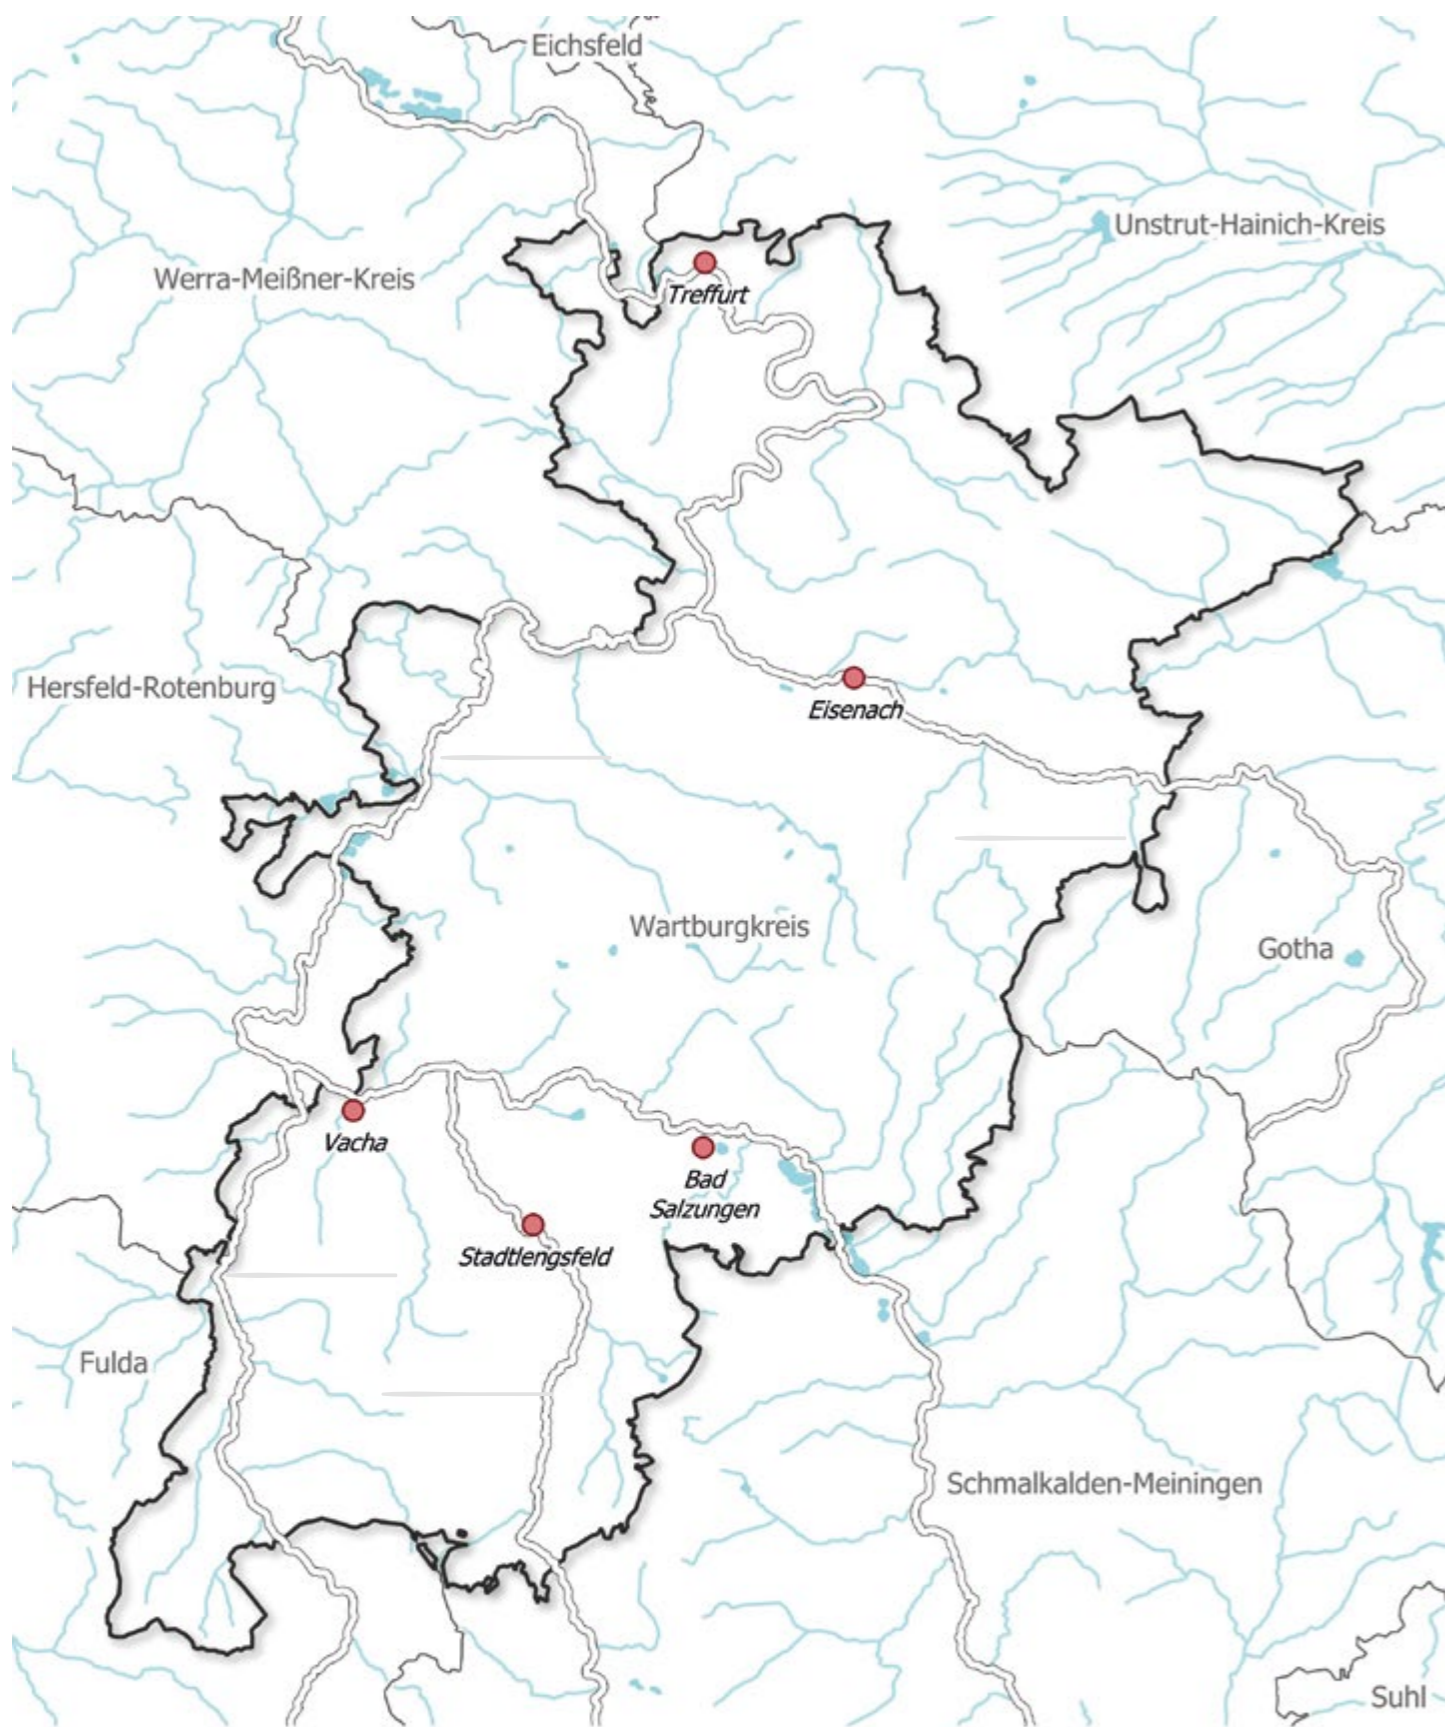 Eichsfeld
Unstrut-Hainich-Kreis
Werra-Meißner-Kreis
Treffurt
Hersfeld-Rotenburg
Eisenach
Wartburgkreis
Gotha
Vacha
Bad
Salzungen
Stadtlengsfeld
Fulda
Schmalkalden-Meiningen
Suhl